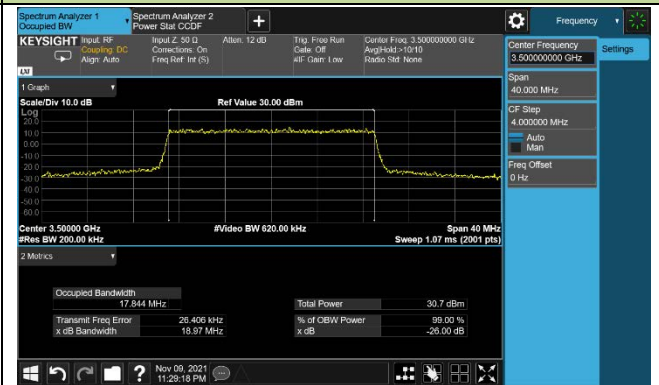 Spectrum Analyzer 1
Occupied BW
Spectrum Analyzer 2
Power Stat CCDF
+
Frequency
KEYSIGHT
Input: RF
Coupling: DC
Align: Auto
Input Z: 50 Ω
Corrections: On
Freq Ref: Int (S)
Atten: 12 dB
Trig: Free Run
Gate: Off
#IF Gain: Low
Center Freq: 3.500000000 GHz
Avg|Hold:>10/10
Radio Std: None
LXI
Center Frequency
3.500000000 GHz
Settings
Span
40.000 MHz
CF Step
4.000000 MHz
Auto
Man
Freq Offset
0 Hz
1 Graph
Scale/Div 10.0 dB
Ref Value 30.00 dBm
Log
20.0
10.0
0.00
-10.0
-20.0
-30.0
-40.0
-50.0
-60.0
Center 3.50000 GHz
#Video BW 620.00 kHz
Span 40 MHz
#Res BW 200.00 kHz
Sweep 1.07 ms (2001 pts)
2 Metrics
Occupied Bandwidth
17.844 MHz
Total Power
30.7 dBm
Transmit Freq Error
26.406 kHz
% of OBW Power
99.00 %
x dB Bandwidth
18.97 MHz
x dB
-26.00 dB
?
Nov 09, 2021
11:29:18 PM